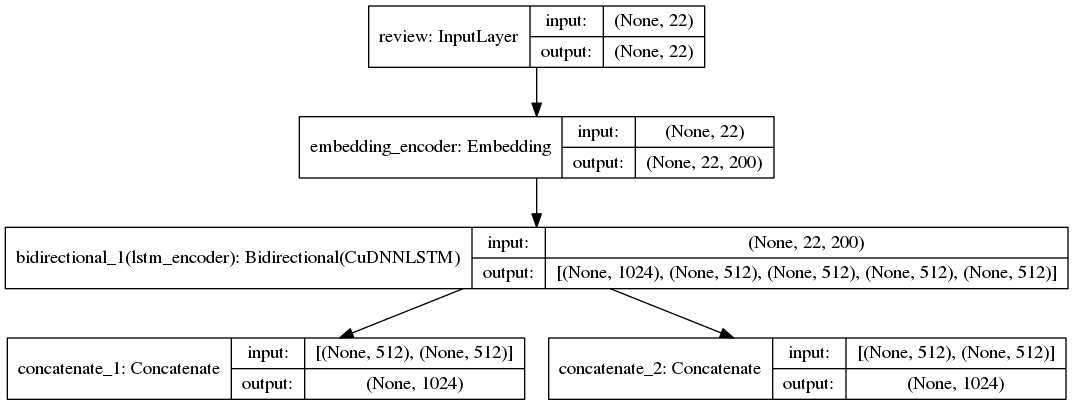 review: InputLayer
input:
(None, 22)
output:
(None, 22)
embedding_encoder: Embedding
input:
(None, 22)
output:
(None, 22, 200)
bidirectional_1(lstm_encoder): Bidirectional(CuDNNLSTM)
input:
(None, 22, 200)
output:
[(None, 1024), (None, 512), (None, 512), (None, 512), (None, 512)]
concatenate_1: Concatenate
input:
[(None, 512), (None, 512)]
output:
(None, 1024)
concatenate_2: Concatenate
input:
[(None, 512), (None, 512)]
output:
(None, 1024)